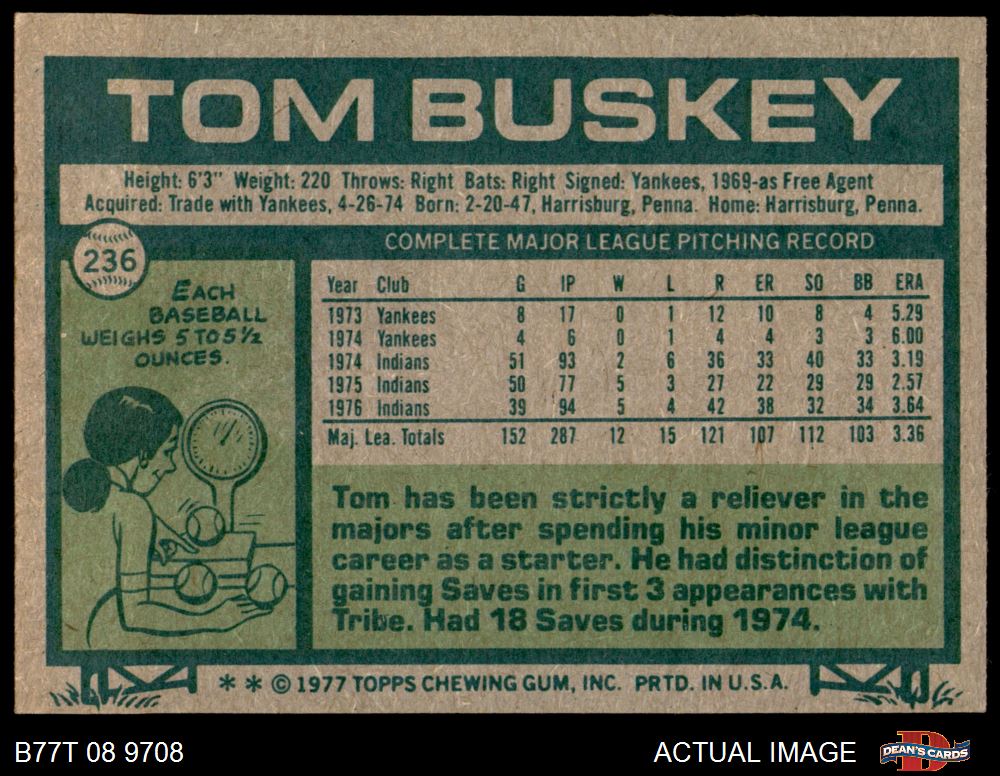 TOM BUSKEY
Height: 6'3" Weight: 220 Throws: Right Bats: Right Signed: Yankees, 1969-as Free Agent
Acquired: Trade with Yankees, 4-26-74 Born: 2-20-47, Harrisburg, Penna. Home: Harrisburg, Penna.
236
EACH
BASEBALL
WEIGHS 5 TO 5½
OUNCES.
COMPLETE MAJOR LEAGUE PITCHING RECORD
Year Club G IP W L R ER SO BB ERA
1973 Yankees 8 17 0 1 12 10 8 4 5.29
1974 Yankees 4 6 0 1 4 4 3 3 6.00
1974 Indians 51 93 2 6 36 33 40 33 3.19
1975 Indians 50 77 5 3 27 22 29 29 2.57
1976 Indians 39 94 5 4 42 38 32 34 3.64
Maj. Lea. Totals 152 287 12 15 121 107 112 103 3.36
Tom has been strictly a reliever in the
majors after spending his minor league
career as a starter. He had distinction of
gaining Saves in first 3 appearances with
Tribe. Had 18 Saves during 1974.
* * © 1977 TOPPS CHEWING GUM, INC. PRTD. IN U.S.A.
B77T 08 9708
ACTUAL IMAGE
D
DEAN'S CARDS